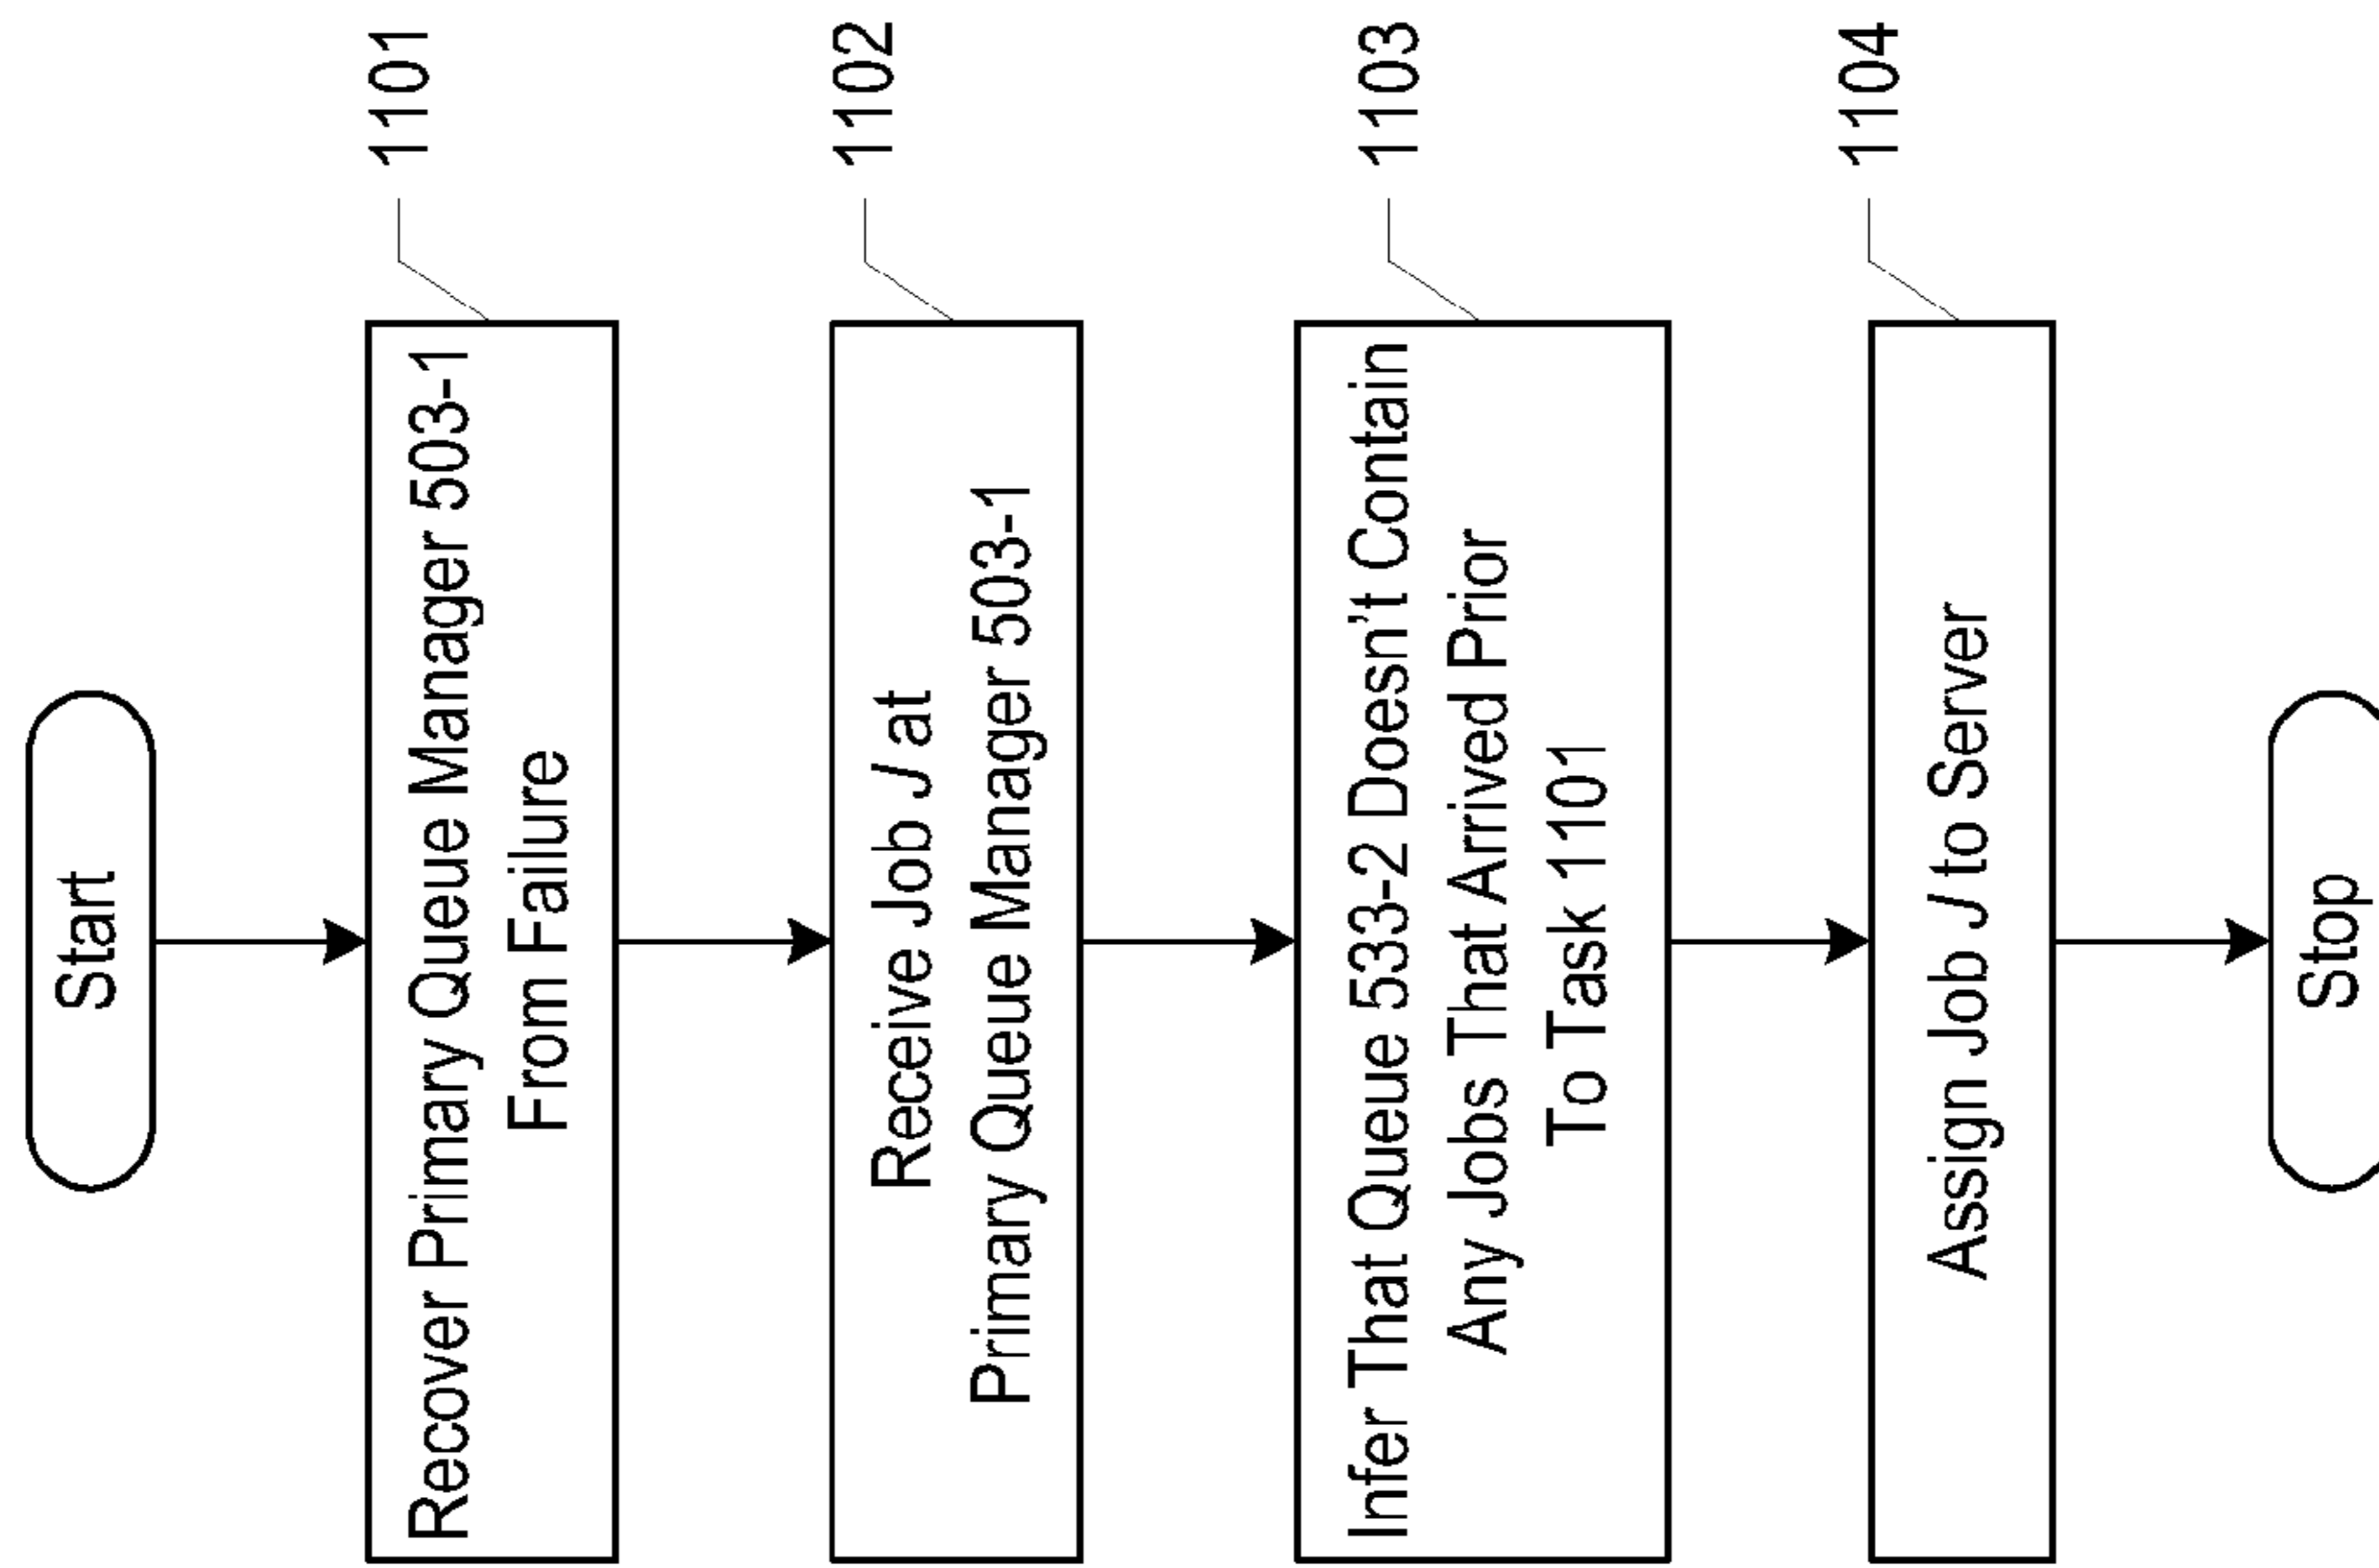 Start
1101
Recover Primary Queue Manager 503-1
From Failure
1102
Receive Job J at
Primary Queue Manager 503-1
1103
Infer That Queue 533-2 Doesn't Contain
Any Jobs That Arrived Prior
To Task 1101
1104
Assign Job J to Server
Stop